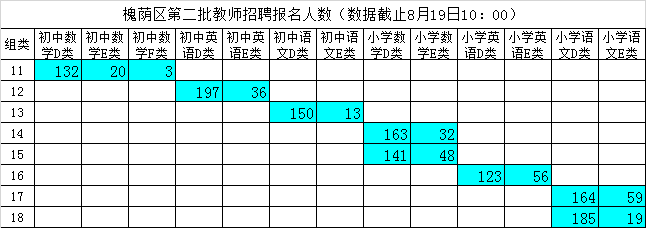 槐荫区第二批教师招聘报名人数（数据截止8月19日10：00）
组类 初中数学D类 初中数学E类 初中数学F类 初中英语D类 初中英语E类 初中语文D类 初中语文E类 小学数学D类 小学数学E类 小学英语D类 小学英语E类 小学语文D类 小学语文E类
11 132 20 3
12 197 36
13 150 13
14 163 32
15 141 48
16 123 56
17 164 59
18 185 19